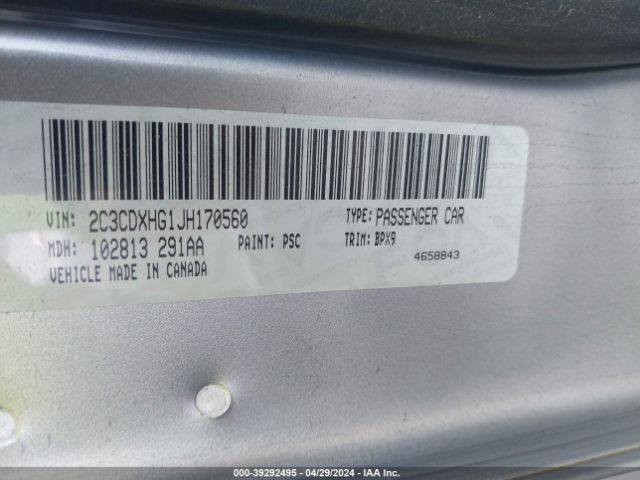 VIN: 2C3CDXHG1JH170560 TYPE: PASSENGER CAR
MDH: 102813 291AA PAINT: PSC TRIM: BPX9
VEHICLE MADE IN CANADA 4658843
000-39292495 - 04/29/2024 - IAA Inc.